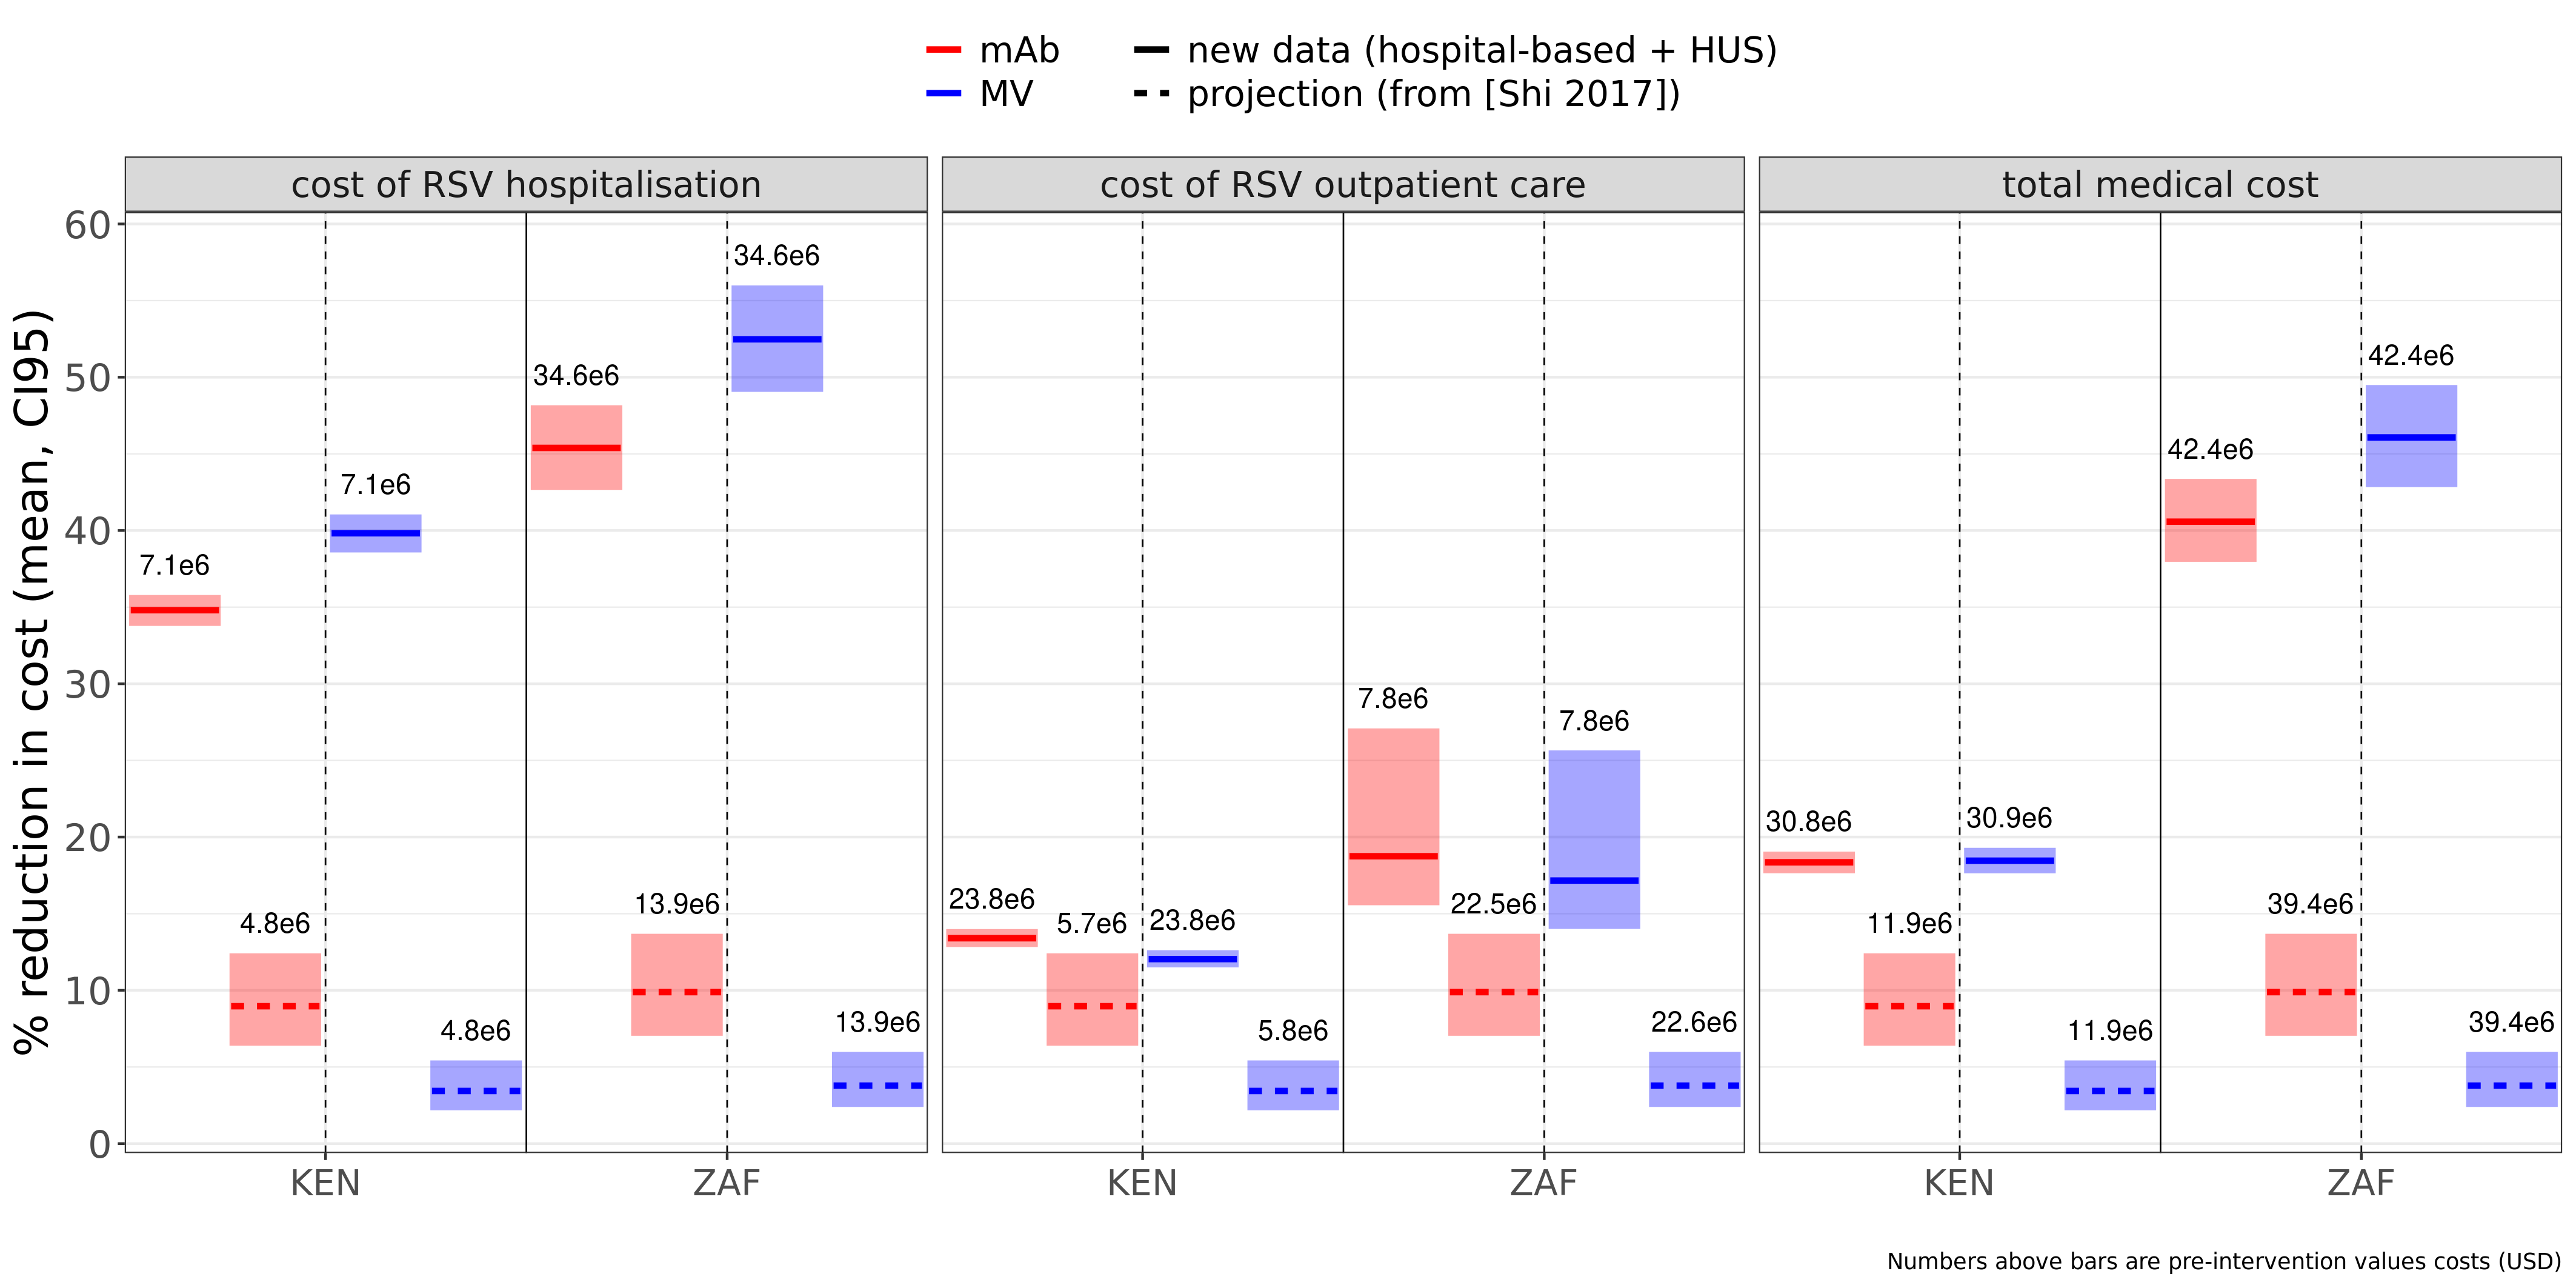 mAb
MV
new data (hospital-based + HUS)
projection (from [Shi 2017])
% reduction in cost (mean, CI95)
cost of RSV hospitalisation
cost of RSV outpatient care
total medical cost
60
50
40
30
20
10
0
7.1e6
4.8e6
7.1e6
4.8e6
34.6e6
13.9e6
34.6e6
13.9e6
23.8e6
5.7e6
23.8e6
5.8e6
7.8e6
22.5e6
7.8e6
22.6e6
30.8e6
11.9e6
30.9e6
11.9e6
42.4e6
39.4e6
42.4e6
39.4e6
KEN
ZAF
KEN
ZAF
KEN
ZAF
Numbers above bars are pre-intervention values costs (USD)